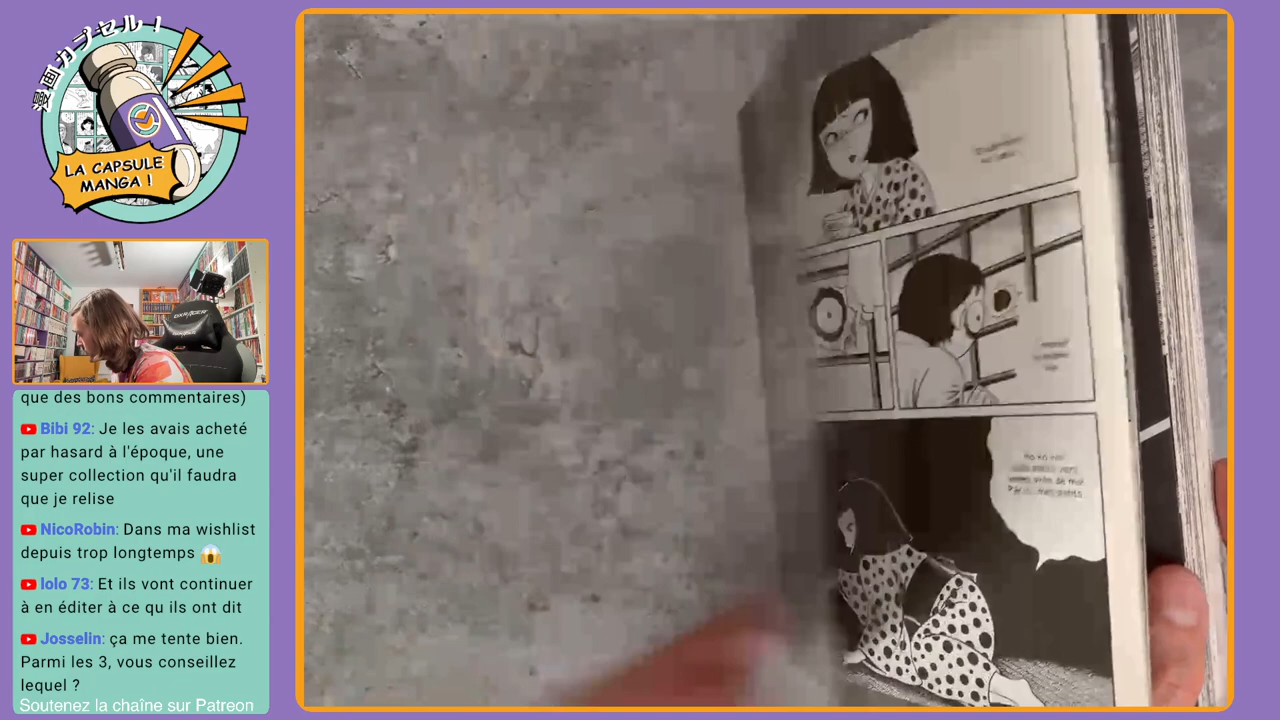 漫画カプセル！
LA CAPSULE
MANGA !
que des bons commentaires)
Bibi 92: Je les avais acheté
par hasard à l'époque, une
super collection qu'il faudra
que je relise
NicoRobin: Dans ma wishlist
depuis trop longtemps 😱
lolo 73: Et ils vont continuer
à en éditer à ce qu ils ont dit
Josselin: ça me tente bien.
Parmi les 3, vous conseillez
lequel ?
Soutenez la chaîne sur Patreon